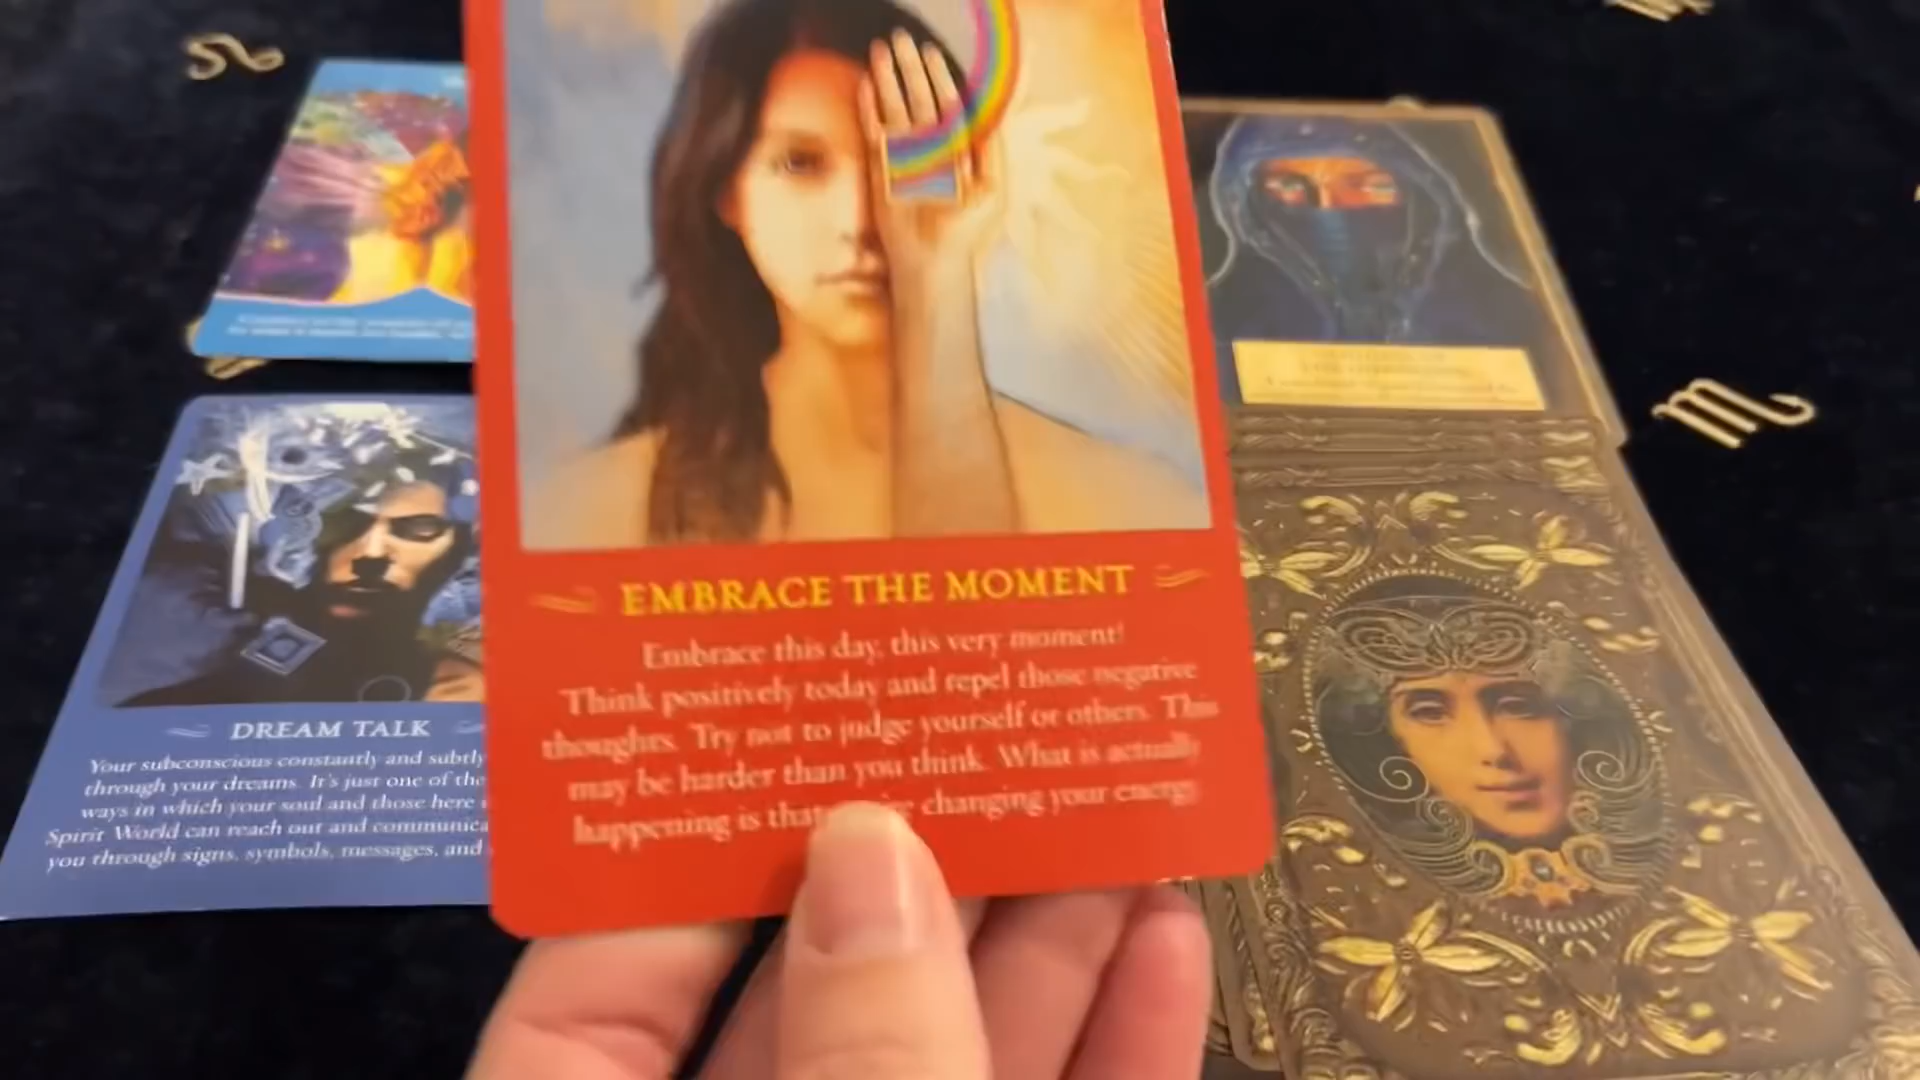 EMBRACE THE MOMENT
Embrace this day, this very moment!
Think positively today and repel those negative
thoughts. Try not to judge yourself or others. This
may be harder than you think. What is actually
happening is that changing your energy
DREAM TALK
Your subconscious constantly and subtly
through your dreams. It's just one of the
ways in which your soul and those here
Spirit World can reach out and communica
you through signs, symbols, messages, and